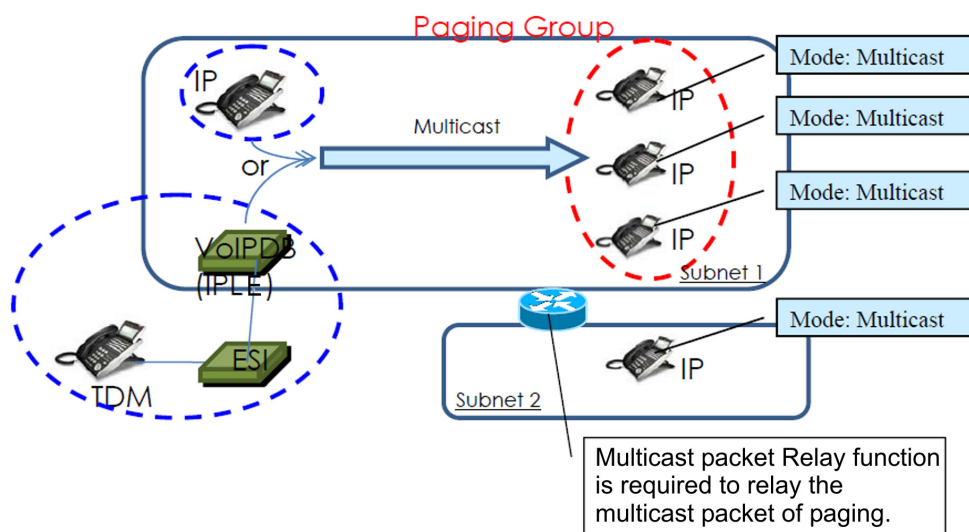 Paging Group
Mode: Multicast
IP
IP
Multicast
Mode: Multicast
or
IP
Mode: Multicast
IP
VoIPDB
(IPLE)
Subnet 1
Mode: Multicast
ESI
IP
TDM
Subnet 2
Multicast packet Relay function
is required to relay the
multicast packet of paging.